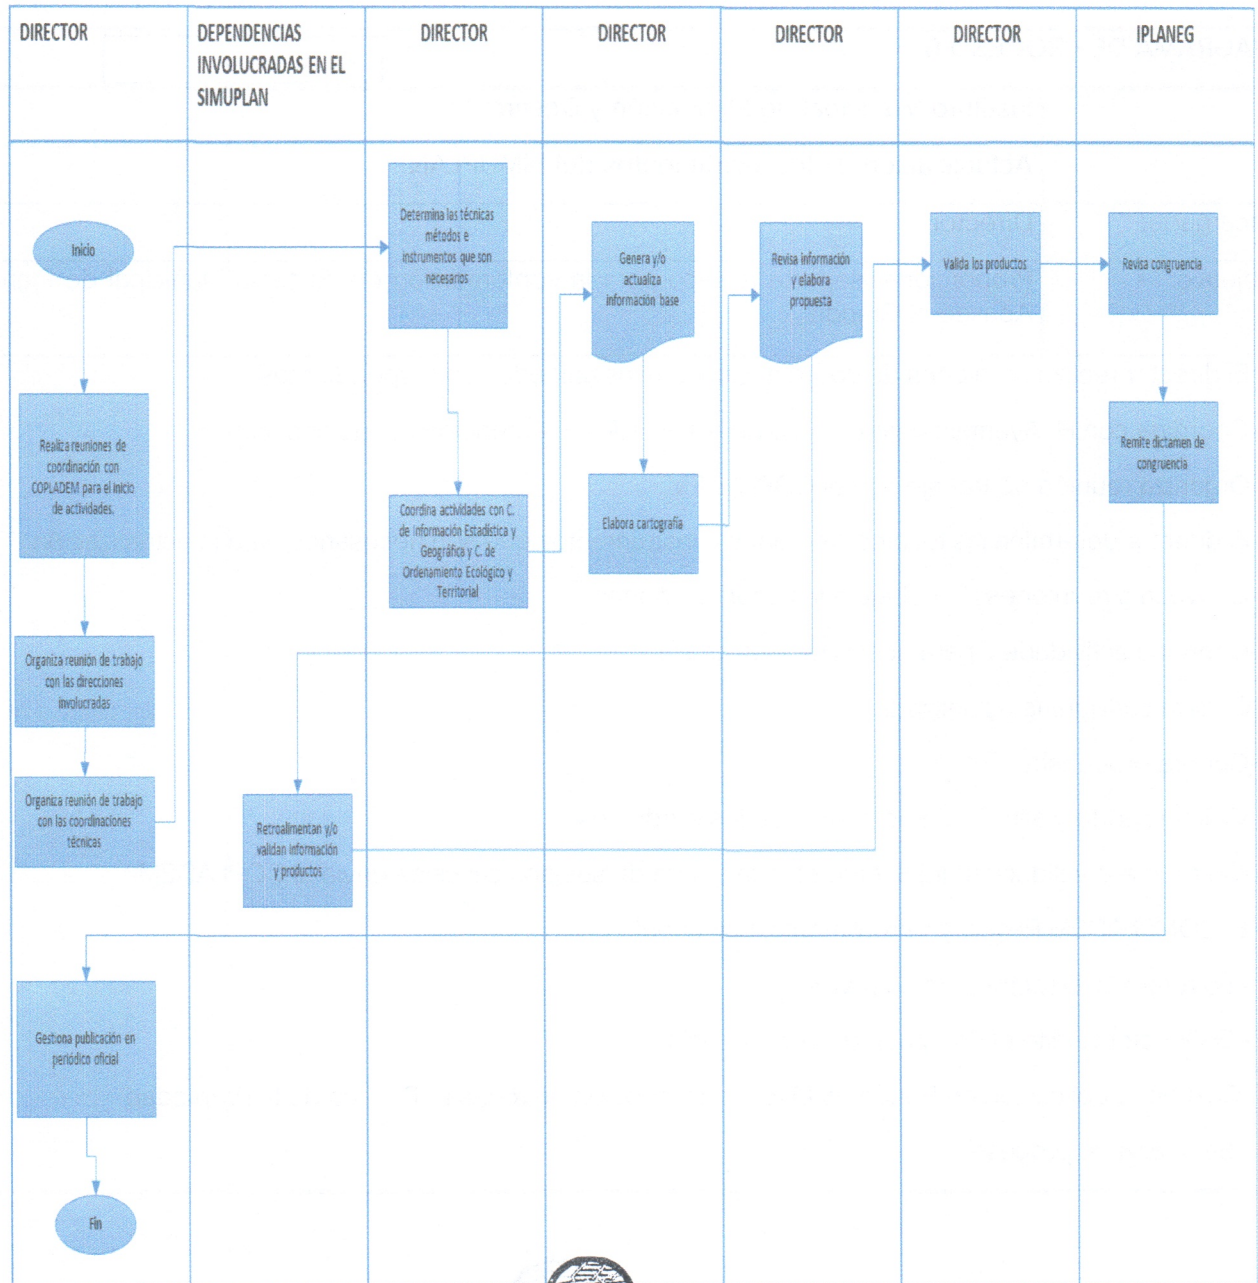 DIRECTOR
DEPENDENCIAS
INVOLUCRADAS EN EL
SIMUPLAN
DIRECTOR
DIRECTOR
DIRECTOR
DIRECTOR
IPLANEG
Inicio
Realiza reuniones de
coordinación con
COPLADEM para el inicio
de actividades.
Organiza reunión de trabajo
con las direcciones
involucradas
Organiza reunión de trabajo
con las coordinaciones
técnicas
Determina las técnicas
métodos e
instrumentos que son
necesarios
Coordina actividades con C.
de Información Estadística y
Geográfica y C. de
Ordenamiento Ecológico y
Territorial
Genera y/o
actualiza
información base
Elabora cartografía
Revisa información
y elabora
propuesta
Retroalimentan y/o
validan información
y productos
Valida los productos
Revisa congruencia
Remite dictamen de
congruencia
Gestiona publicación en
periódico oficial
Fin